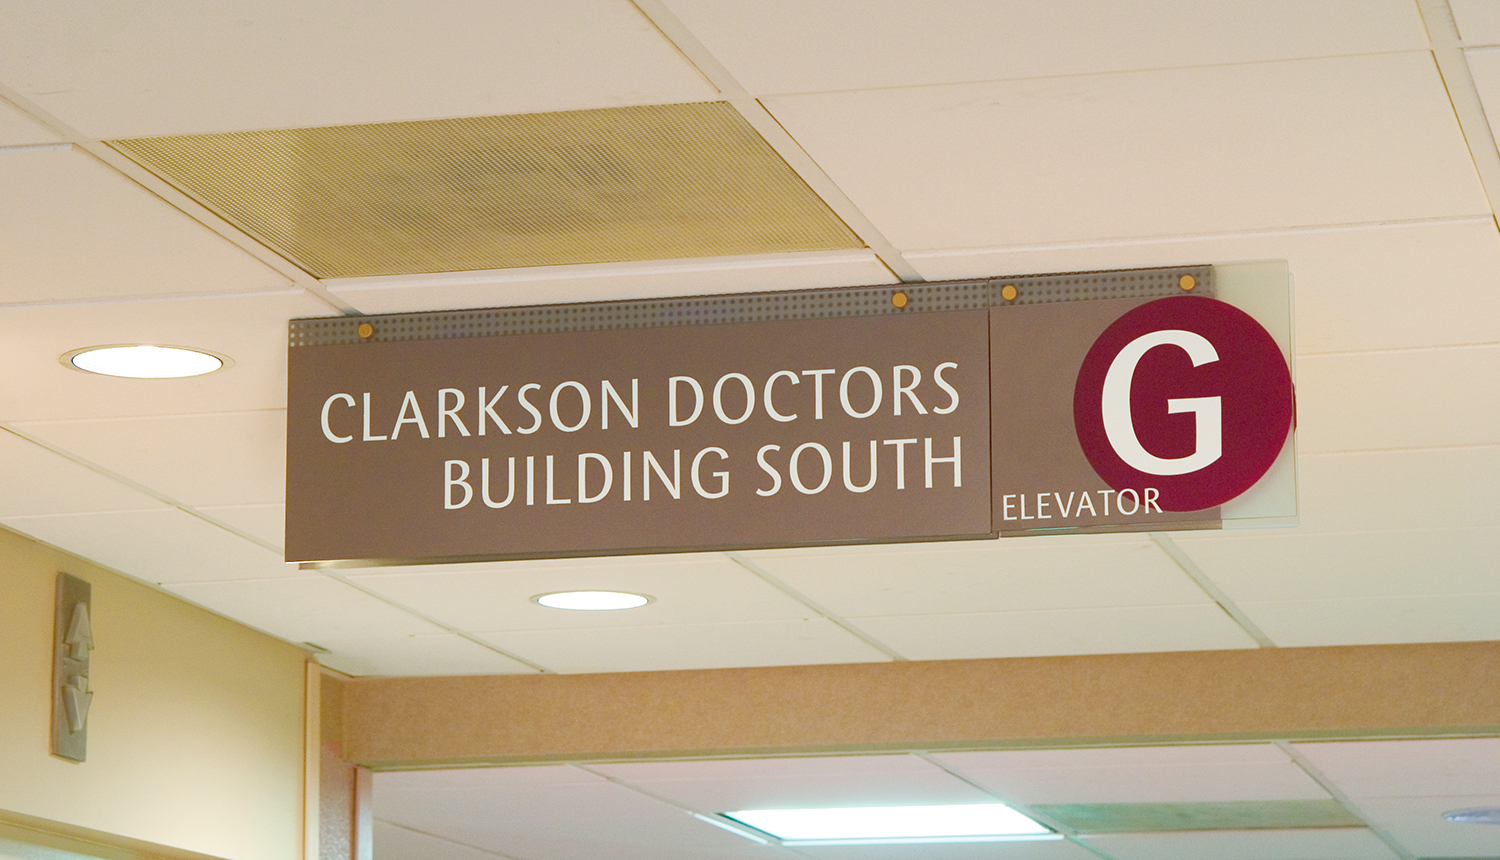 CLARKSON DOCTORS
BUILDING SOUTH
G
ELEVATOR